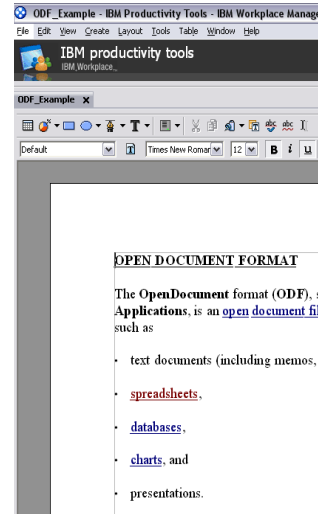 ODF_Example - IBM Productivity Tools - IBM Workplace Manage
File Edit View Create Layout Tools Table Window Help
IBM productivity tools
IBM Workplace
ODF_Example x
Default Times New Roman 12 B i u
OPEN DOCUMENT FORMAT
The OpenDocument format (ODF), s
Applications, is an open document fil
such as
• text documents (including memos,
• spreadsheets,
• databases,
• charts, and
• presentations.